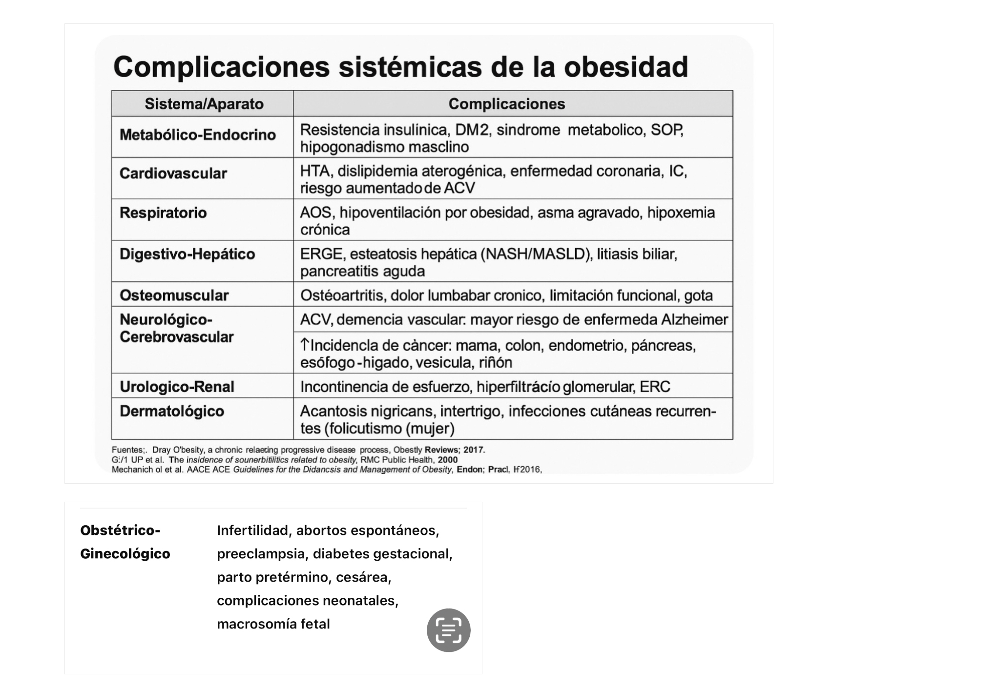 Complicaciones sistémicas de la obesidad
Sistema/Aparato Complicaciones
Metabólico-Endocrino Resistencia insulínica, DM2, sindrome metabolico, SOP,
hipogonadismo masclino
Cardiovascular HTA, dislipidemia aterogénica, enfermedad coronaria, IC,
riesgo aumentado de ACV
Respiratorio AOS, hipoventilación por obesidad, asma agravado, hipoxemia
crónica
Digestivo-Hepático ERGE, esteatosis hepática (NASH/MASLD), litiasis biliar,
pancreatitis aguda
Osteomuscular Ostéoartritis, dolor lumbabar cronico, limitación funcional, gota
Neurológico- ACV, demencia vascular: mayor riesgo de enfermeda Alzheimer
Cerebrovascular
↑Incidencla de càncer: mama, colon, endometrio, páncreas,
esófogo-higado, vesicula, riñón
Urologico-Renal Incontinencia de esfuerzo, hiperfíltrácío glomerular, ERC
Dermatológico Acantosis nigricans, intertrigo, infecciones cutáneas recurren-
tes (folicutismo (mujer)
Fuentes;. Dray O'besity, a chronic relaeting progressive disease process, Obestly Reviews; 2017.
G:/1 UP et al. The insidence of sounerbitilitics related to obesity, RMC Public Health, 2000
Mechanich ol et al. AACE ACE Guidelines for the Didancsis and Management of Obesity, Endon; Pracl, If2016,
Obstétrico- Infertilidad, abortos espontáneos,
Ginecológico preeclampsia, diabetes gestacional,
parto pretérmino, cesárea,
complicaciones neonatales,
macrosomía fetal